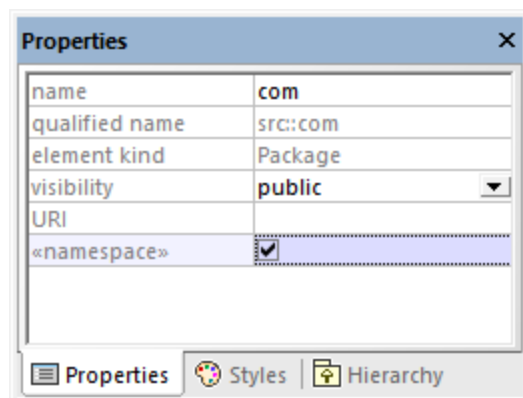 Properties
name com
qualified name src::com
element kind Package
visibility public
URI
«namespace»
Properties Styles Hierarchy